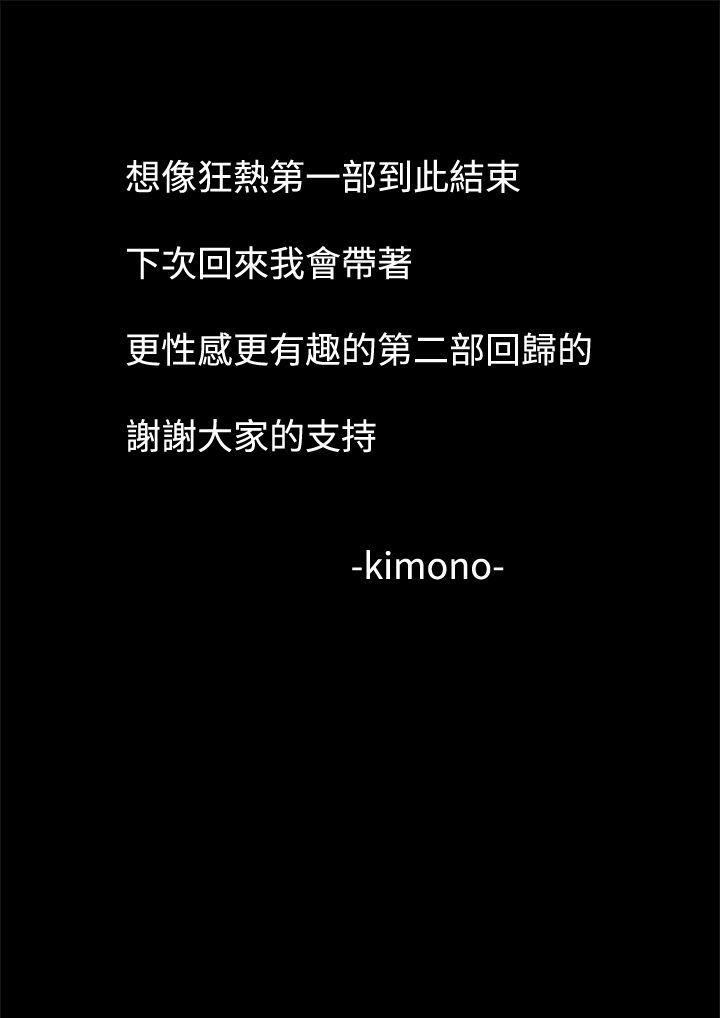 想像狂熱第一部到此結束
下次回來我會帶著
更性感更有趣的第二部回歸的
謝謝大家的支持
-kimono-